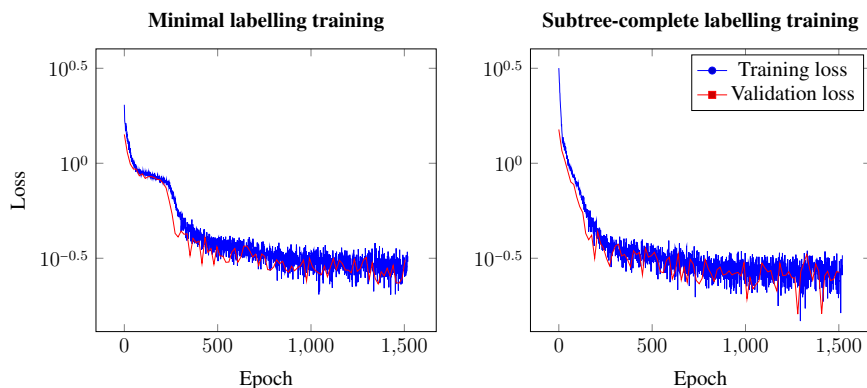 Minimal labelling training
Subtree-complete labelling training
10^0.5
10^0
10^−0.5
Loss
0
500
1,000
1,500
Epoch
10^0.5
10^0
10^−0.5
Training loss
Validation loss
0
500
1,000
1,500
Epoch